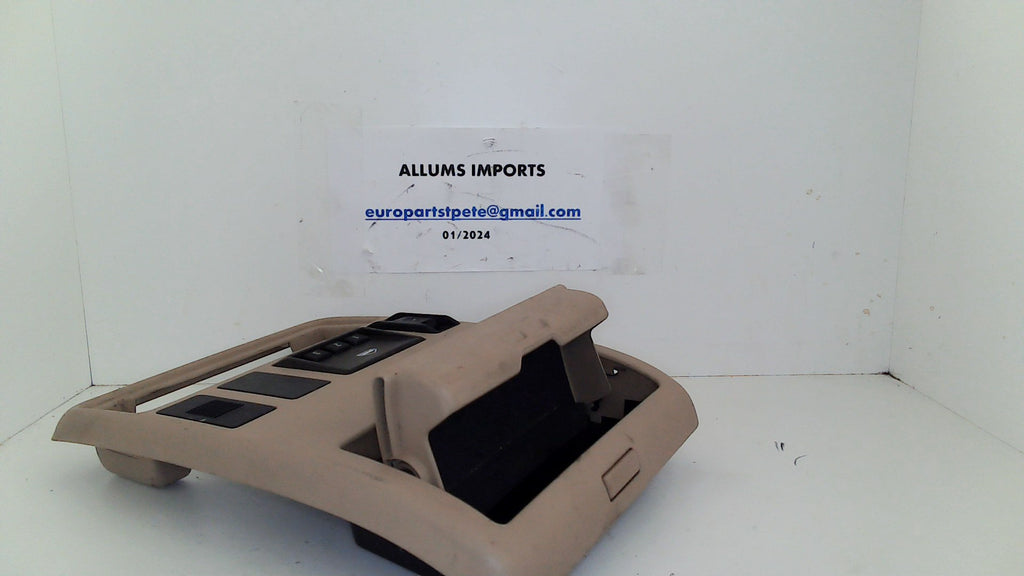 ALLUMS IMPORTS
europartstpete@gmail.com
01/2024